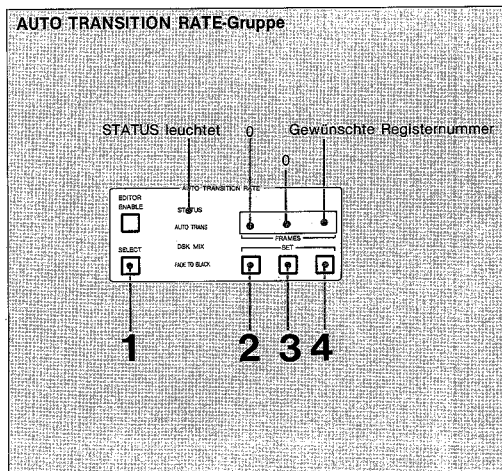 AUTO TRANSITION RATE-Gruppe
STATUS leuchtet
0
Gewünschte Registernummer
0
AUTO TRANSITION RATE
EDITOR
ENABLE
STATUS
AUTO TRANS
FRAMES
SELECT
DSK MIX
SET
FADE TO BLACK
1
2
3
4